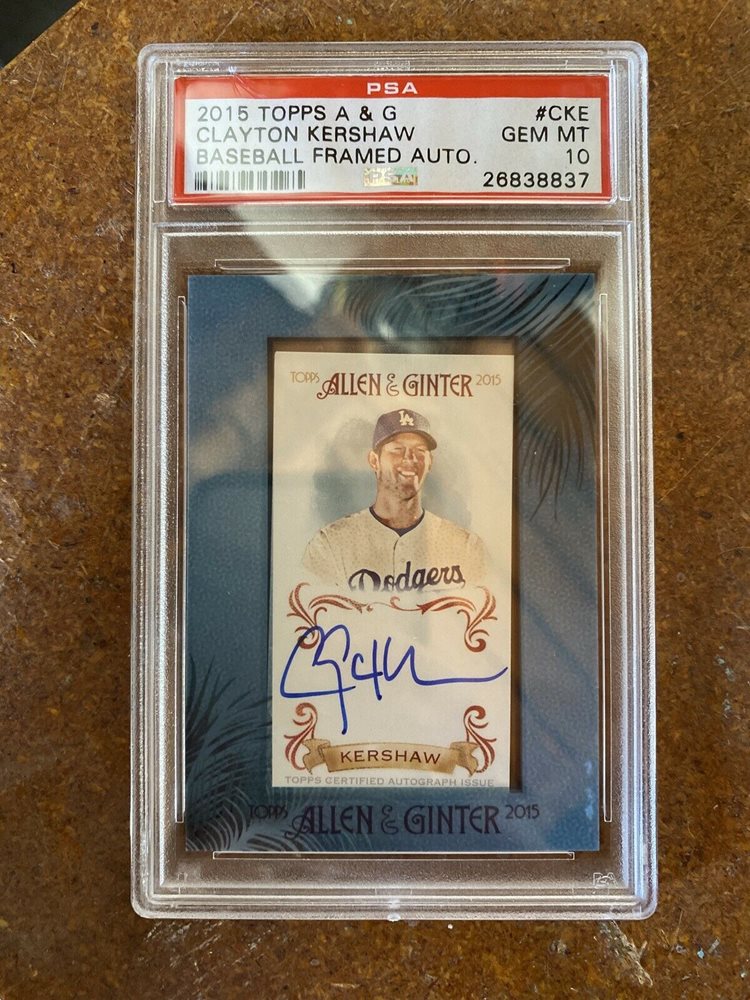 PSA
2015 TOPPS A & G #CKE
CLAYTON KERSHAW GEM MT
BASEBALL FRAMED AUTO. 10
PSA 26838837
TOPPS ALLEN & GINTER 2015
LA
Dodgers
KERSHAW
TOPPS CERTIFIED AUTOGRAPH ISSUE
TOPPS ALLEN & GINTER 2015